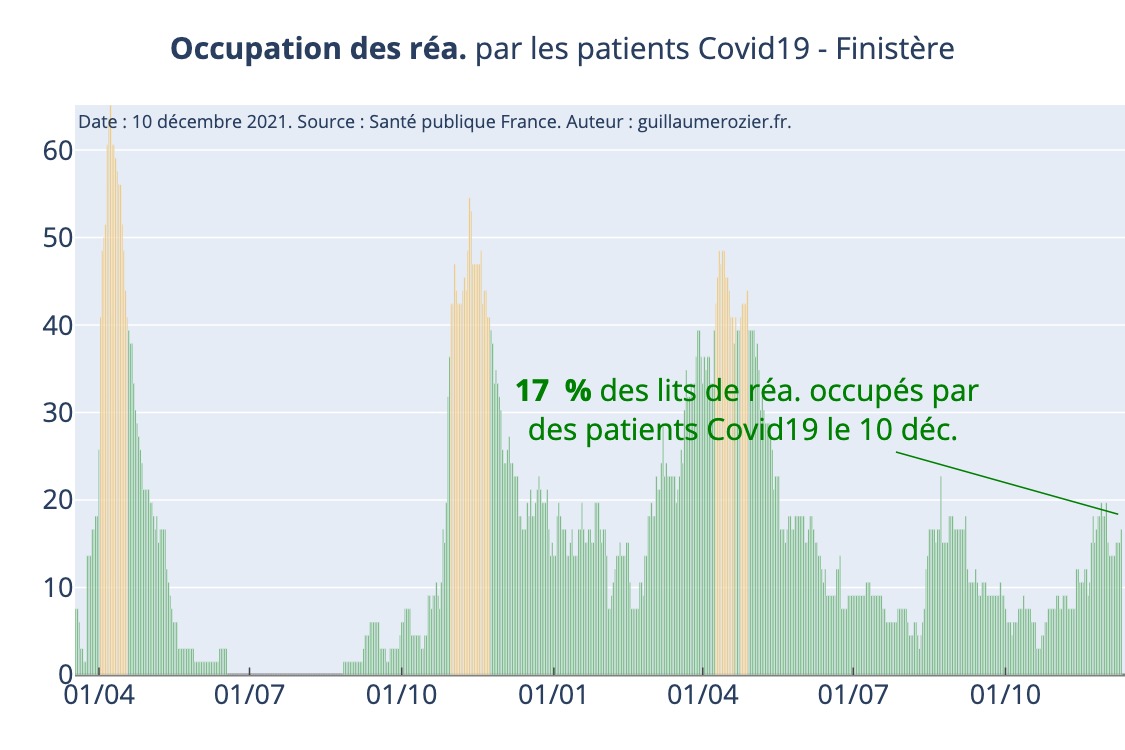 Occupation des réa. par les patients Covid19 - Finistère
Date : 10 décembre 2021. Source : Santé publique France. Auteur : guillaumerozier.fr.
60
50
40
17 % des lits de réa. occupés par
des patients Covid19 le 10 déc.
30
20
10
0
01/04 01/07 01/10 01/01 01/04 01/07 01/10